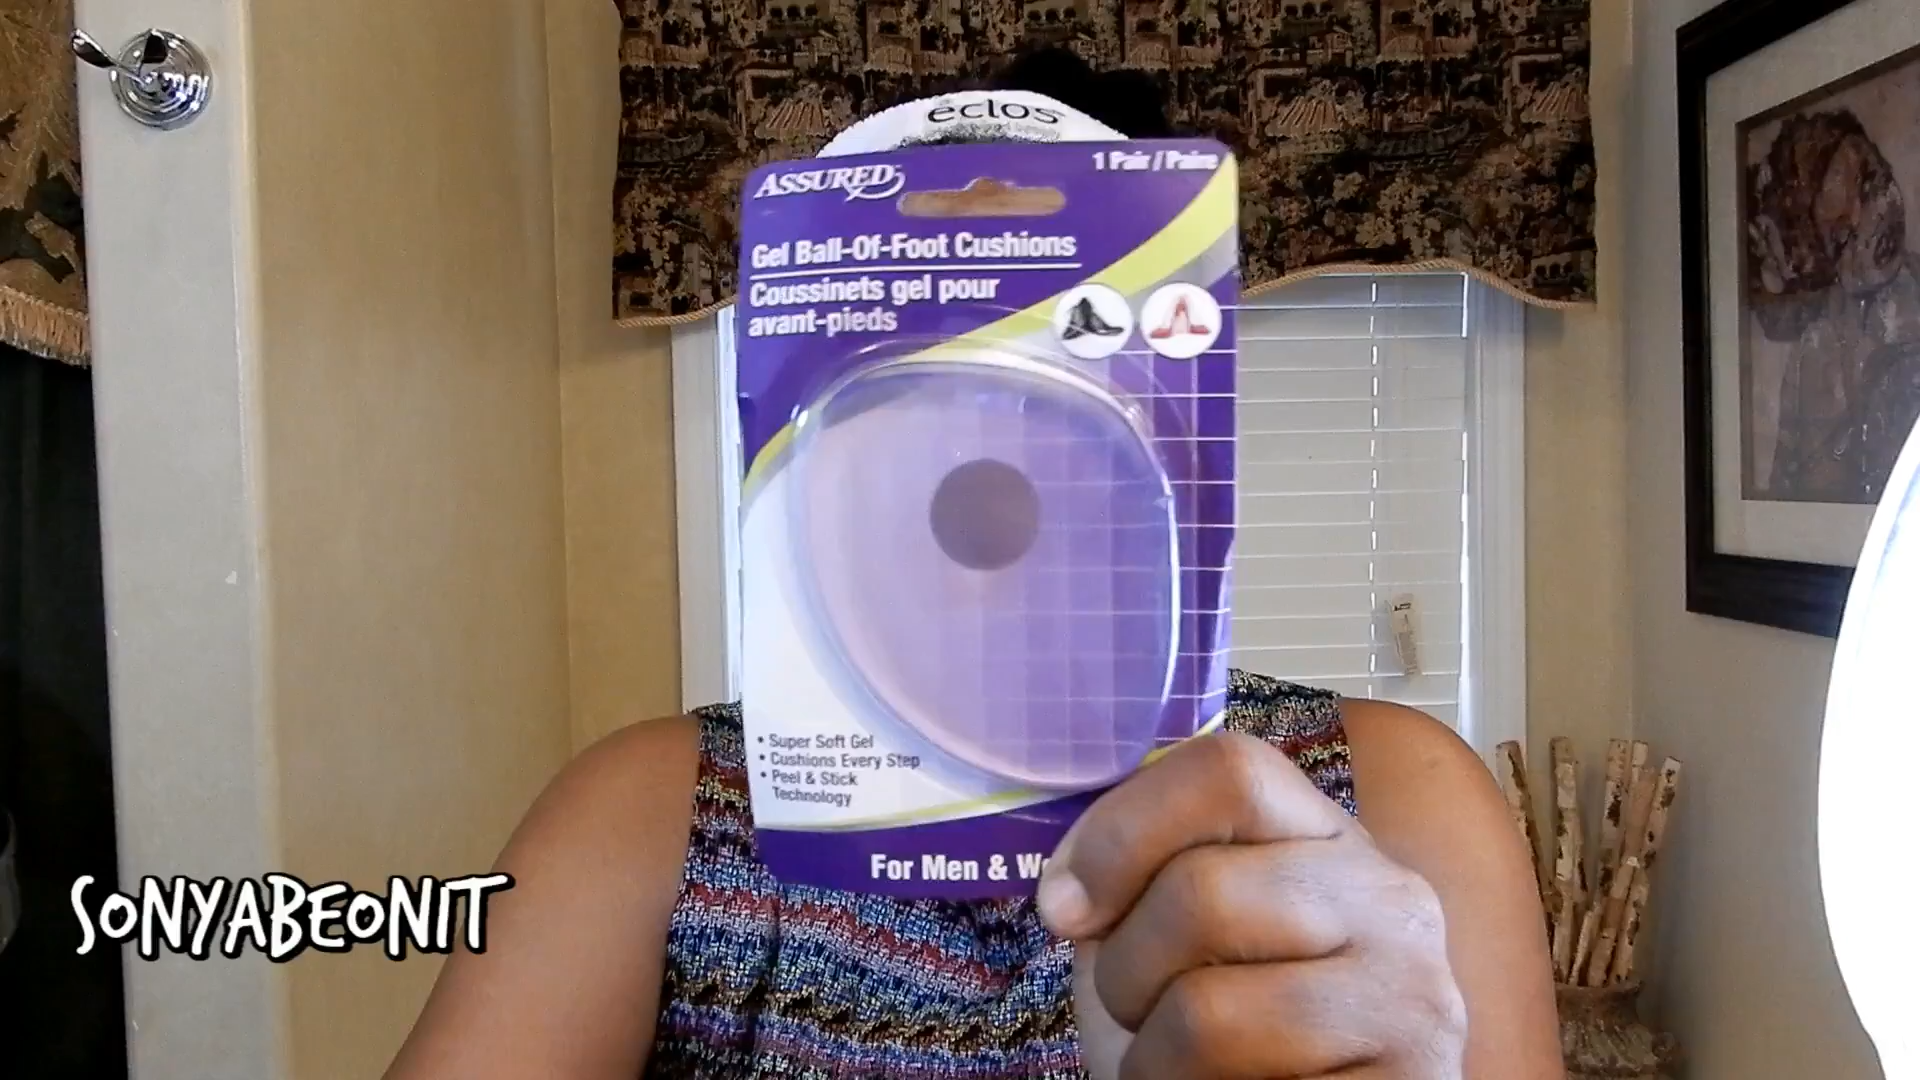 éclos
ASSURED
1 Pair / Paire
Gel Ball-Of-Foot Cushions
Coussinets gel pour
avant-pieds
• Super Soft Gel
• Cushions Every Step
• Peel & Stick
Technology
For Men & W
SONYABEONIT